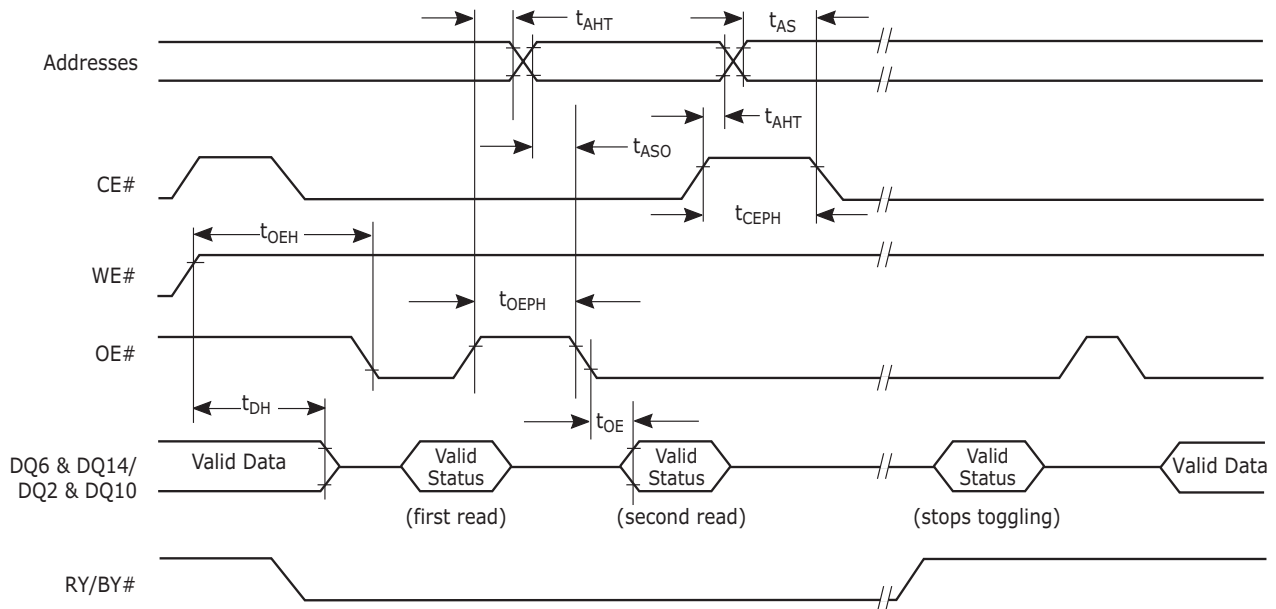 tAHT
tAS
Addresses
tAHT
tASO
CE#
tCEPH
tOEH
WE#
tOEPH
OE#
tDH
tOE
DQ6 & DQ14/
DQ2 & DQ10
Valid Data
Valid
Status
Valid
Status
Valid
Status
Valid Data
(first read)
(second read)
(stops toggling)
RY/BY#